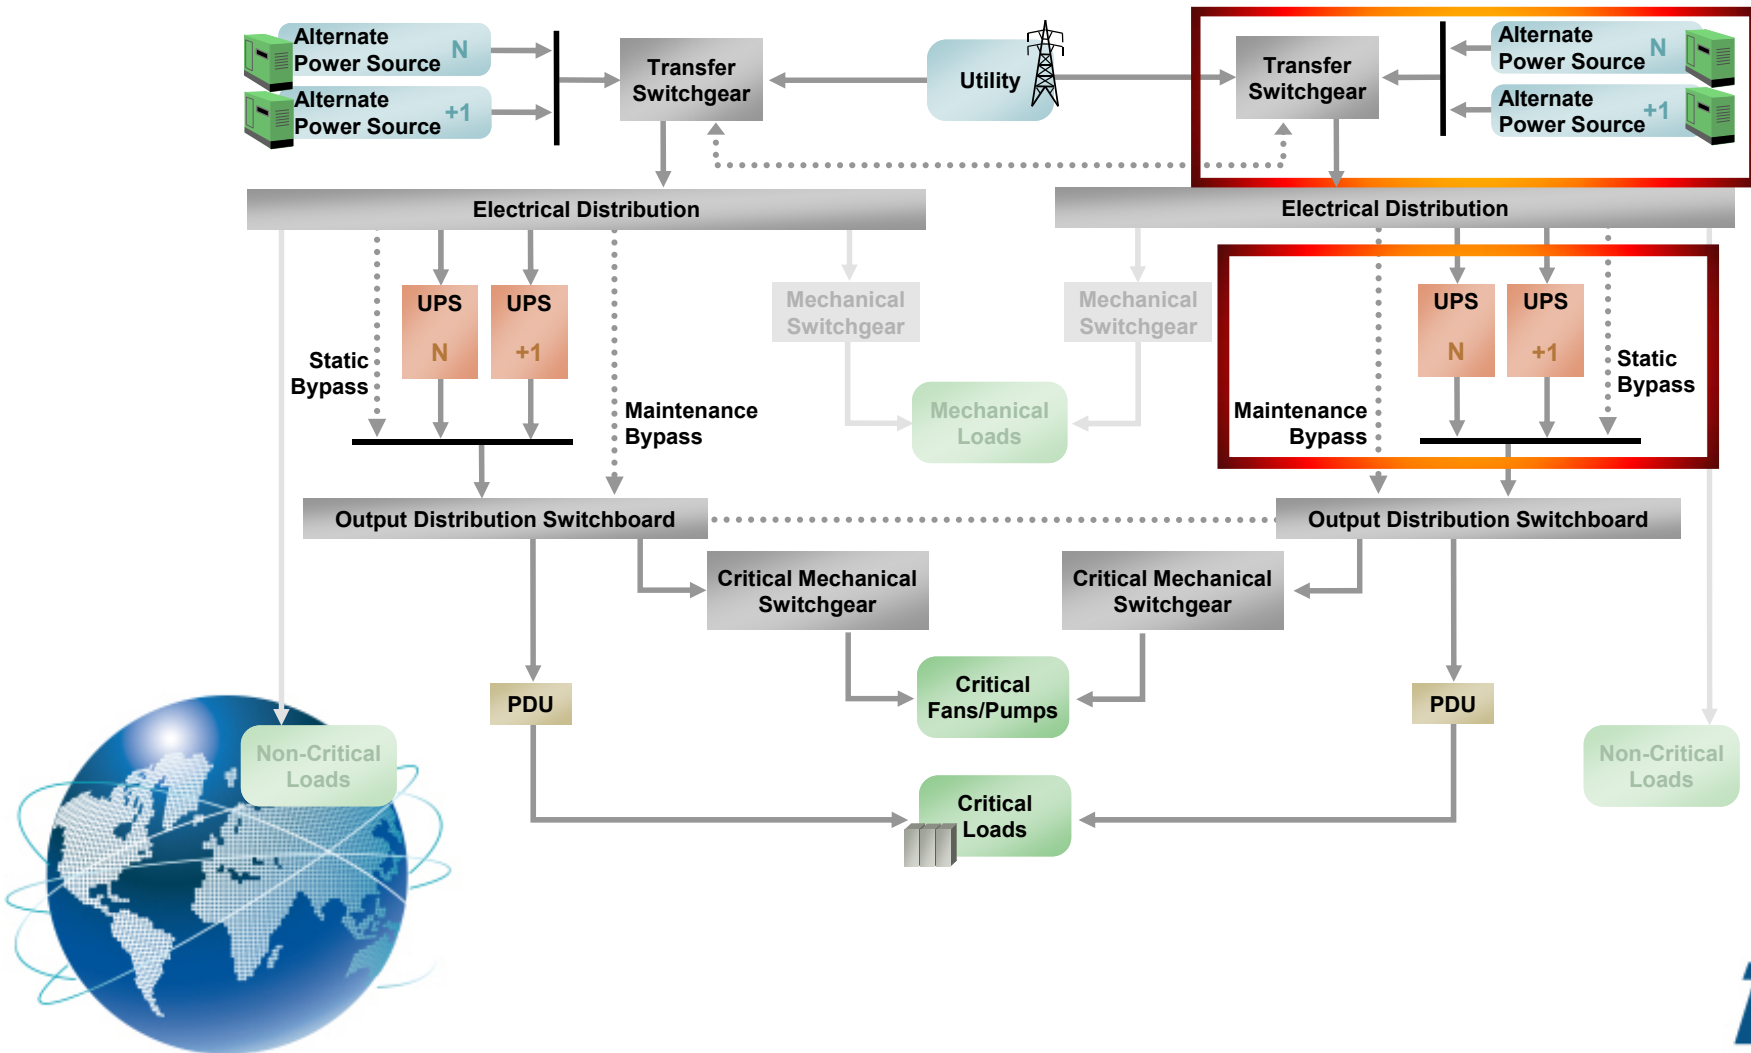 Alternate
Power Source
N
Alternate
Power Source
+1
Transfer
Switchgear
Utility
Transfer
Switchgear
Alternate
Power Source
N
Alternate
Power Source
+1
Electrical Distribution
Electrical Distribution
UPS
N
UPS
+1
Static
Bypass
Maintenance
Bypass
Mechanical
Switchgear
Mechanical
Switchgear
Mechanical
Loads
Maintenance
Bypass
UPS
N
UPS
+1
Static
Bypass
Output Distribution Switchboard
Output Distribution Switchboard
Critical Mechanical
Switchgear
Critical Mechanical
Switchgear
PDU
Critical
Fans/Pumps
PDU
Non-Critical
Loads
Non-Critical
Loads
Critical
Loads